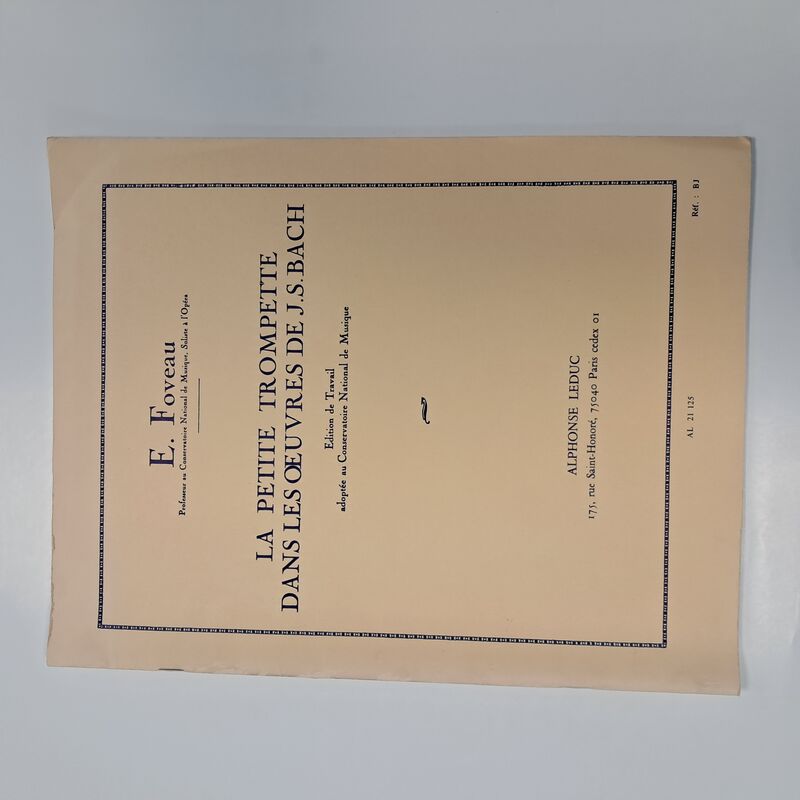 E. Foveau
Professeur au Conservatoire National de Musique, Soliste à l'Opéra
LA PETITE TROMPETTE
DANS LES ŒUVRES DE J.S.BACH
Edition de Travail
adoptée au Conservatoire National de Musique
ALPHONSE LEDUC
175, rue Saint-Honoré, 75040 Paris cedex 01
AL 21 125
Réf. : BJ